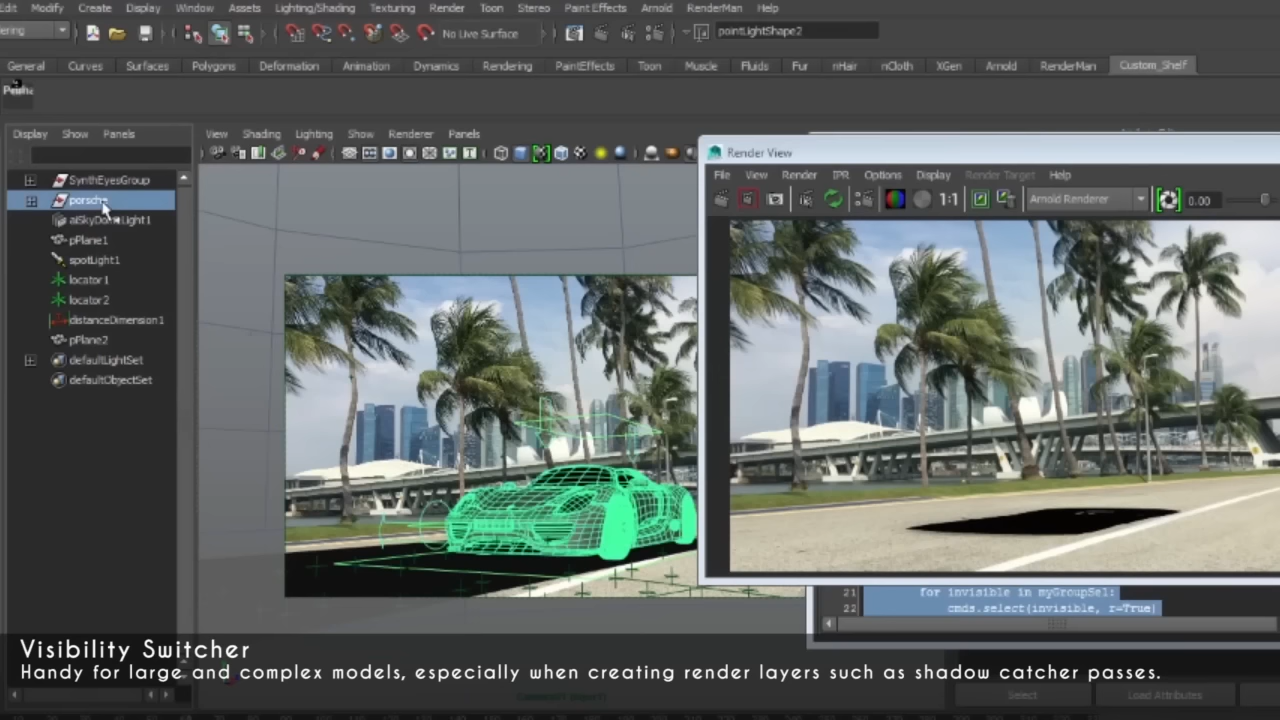 Edit Modify Create Display Window Assets Lighting/Shading Texturing Render Toon Stereo Paint Effects Arnold RenderMan Help
No Live Surface pointLightShape2
General Curves Surfaces Polygons Deformation Animation Dynamics Rendering PaintEffects Toon Muscle Fluids Fur nHair nCloth XGen Arnold RenderMan Custom_Shelf
Display Show Panels
View Shading Lighting Show Renderer Panels
SynthEyesGroup
porsche
aiSkyDomeLight1
pPlane1
spotLight1
locator1
locator2
distanceDimension1
pPlane2
defaultLightSet
defaultObjectSet
Render View
File View Render IPR Options Display Render Target Help
1:1 Arnold Renderer 0.00
21 for invisible in myGroupSel:
22 cmds.select(invisible, r=True)
Visibility Switcher
Handy for large and complex models, especially when creating render layers such as shadow catcher passes.
Select Load Attributes